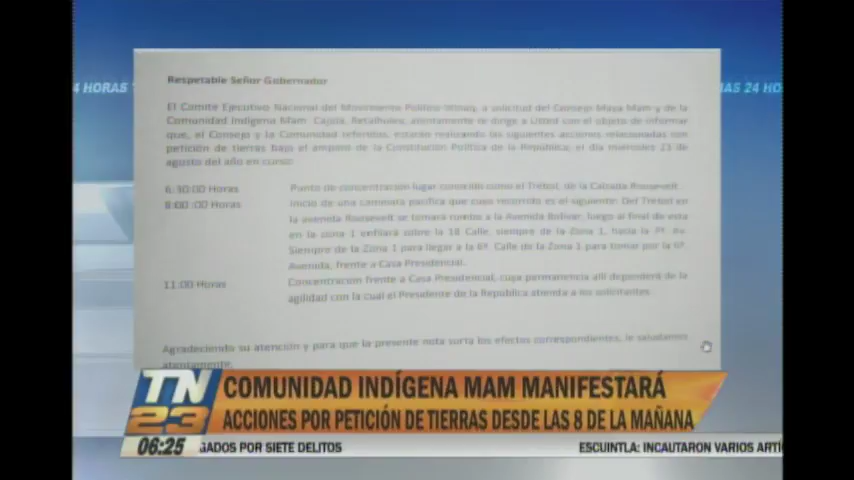 4 HORAS
AS 24 HO
Respetable Señor Gobernador
El Comité Ejecutivo Nacional del Movimiento Político Winaq, a solicitud del Consejo Maya Mam y de la
Comunidad Indígena Mam Cajolá, Retalhuleu, atentamente se dirige a Usted con el objeto de informar
que, el Consejo y la Comunidad referidos, estarán realizando las siguientes acciones relacionadas con
petición de tierras bajo el amparo de la Constitución Política de la República, el día miércoles 23 de
agosto del año en curso
6:30:00 Horas Punto de concentración lugar conocido como el Trébol, de la Calzada Roosevelt.
8:00:00 Horas Inicio de una caminata pacífica que cuyo recorrido es el siguiente: Del Trébol en
la avenida Roosevelt se tomara rumbo a la Avenida Bolívar, luego al final de esta
en la zona 1 enfilará sobre la 18 Calle, siempre de la Zona 1, hasta la Av.
Siempre de la Zona 1 para llegar a la 6ª. Calle de la Zona 1 para tomar por la
Avenida, frente a Casa Presidencial.
11:00 Horas Concentración frente a Casa Presidencial, cuya permanencia allí dependerá de la
agilidad con la cual el Presidente de la República atienda a los solicitantes
Agradeciendo su atención y para que la presente nota surta los efectos correspondientes, le saludamos
atentamente.
TN
23
COMUNIDAD INDÍGENA MAM MANIFESTARÁ
ACCIONES POR PETICIÓN DE TIERRAS DESDE LAS 8 DE LA MAÑANA
06:25 GADOS POR SIETE DELITOS ESCUINTLA: INCAUTARON VARIOS ARTÍ